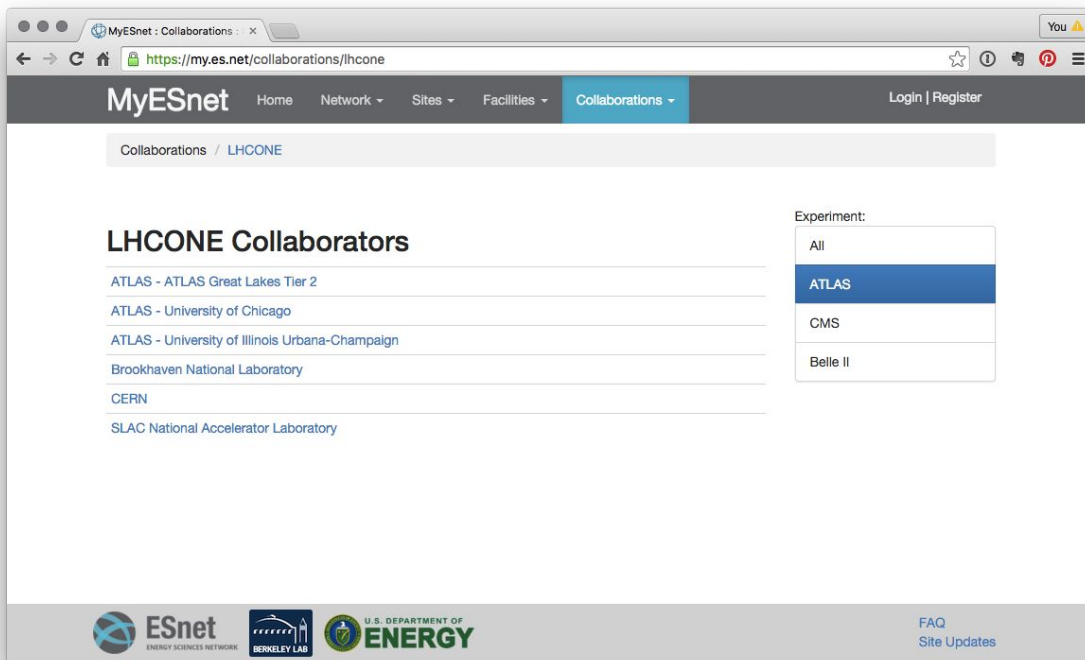 MyESnet : Collaborations :
You
https://my.es.net/collaborations/lhcone
MyESnet Home Network Sites Facilities Collaborations Login | Register
Collaborations / LHCONE
Experiment:
All
ATLAS
CMS
Belle II
LHCONE Collaborators
ATLAS - ATLAS Great Lakes Tier 2
ATLAS - University of Chicago
ATLAS - University of Illinois Urbana-Champaign
Brookhaven National Laboratory
CERN
SLAC National Accelerator Laboratory
ESnet
ENERGY SCIENCES NETWORK
BERKELEY LAB
U.S. DEPARTMENT OF
ENERGY
FAQ
Site Updates